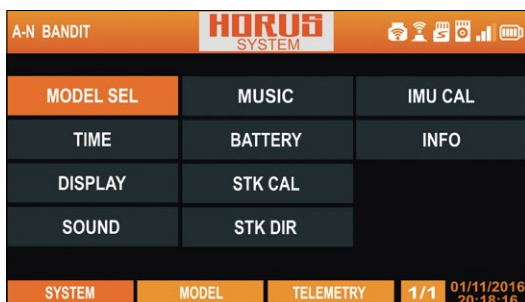 A-N BANDIT
HORUS
SYSTEM
MODEL SEL MUSIC IMU CAL
TIME BATTERY INFO
DISPLAY STK CAL
SOUND STK DIR
SYSTEM MODEL TELEMETRY 1/1 01/11/2016
20:18:16